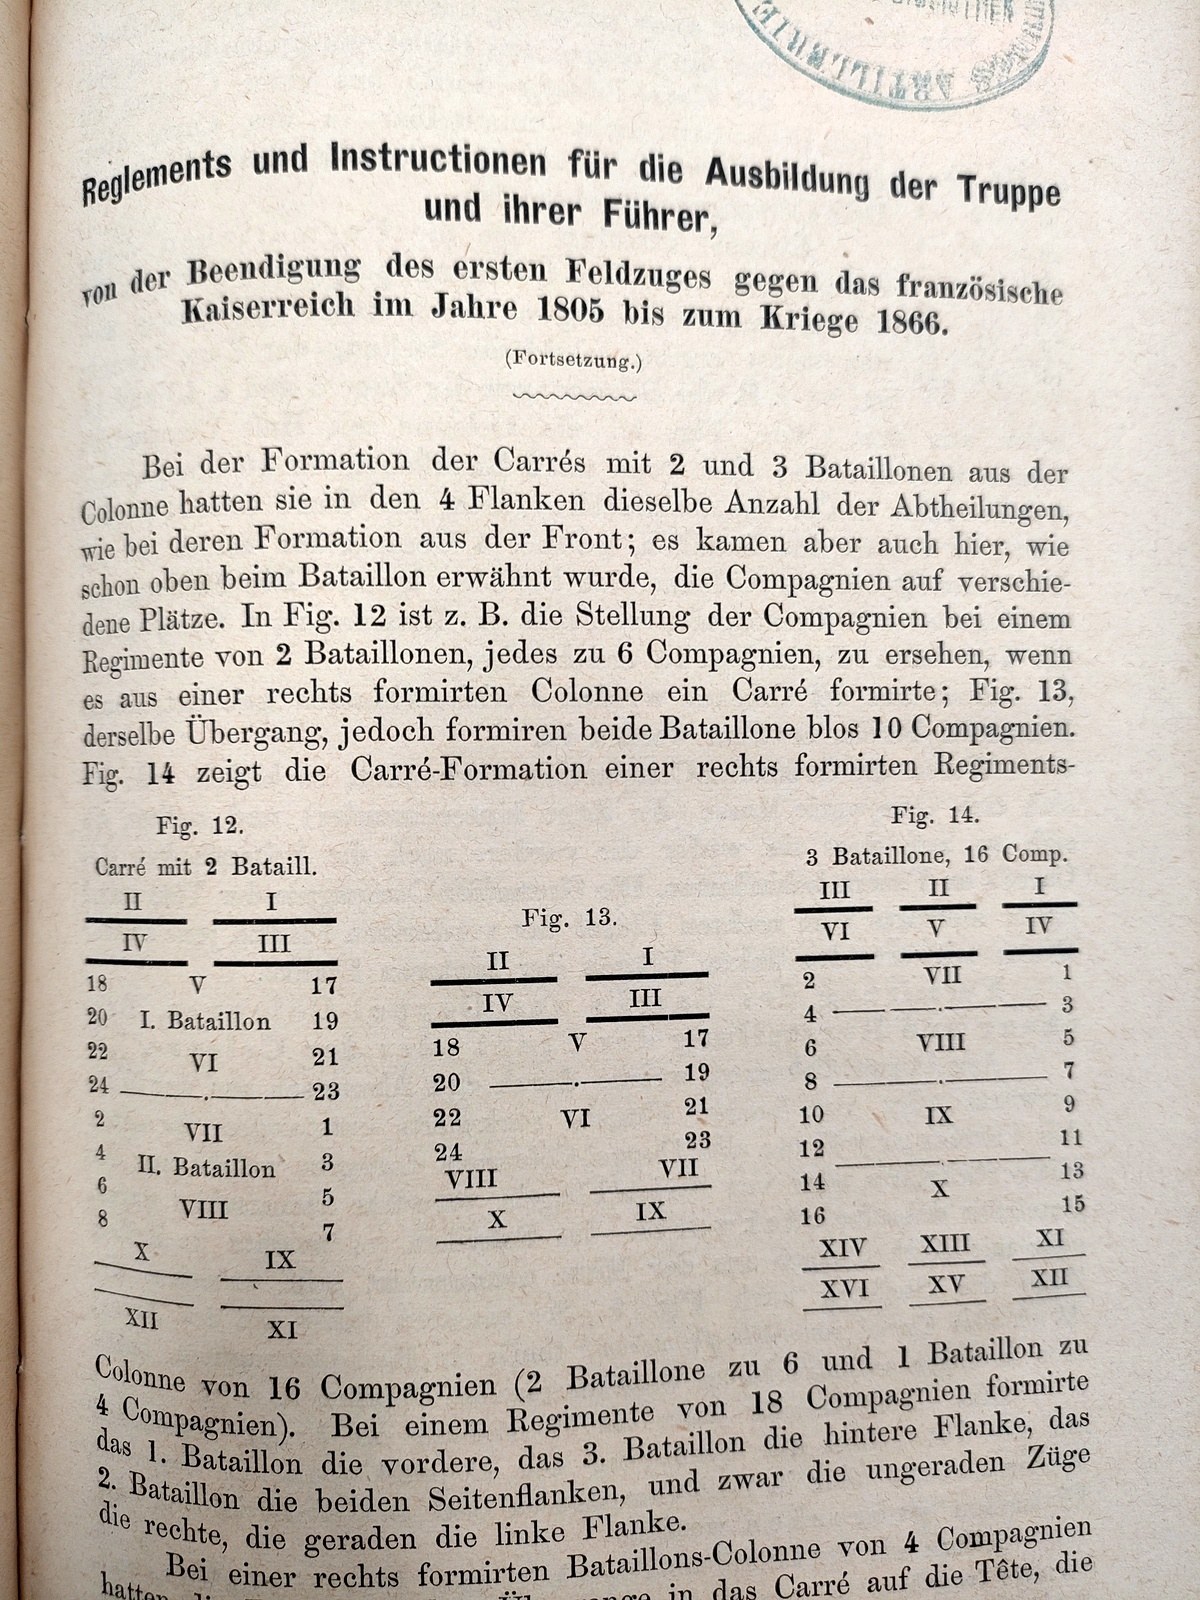 ARTILLERIE
Reglements und Instructionen für die Ausbildung der Truppe
und ihrer Führer,
von der Beendigung des ersten Feldzuges gegen das französische
Kaiserreich im Jahre 1805 bis zum Kriege 1866.
(Fortsetzung.)
Bei der Formation der Carrés mit 2 und 3 Bataillonen aus der
Colonne hatten sie in den 4 Flanken dieselbe Anzahl der Abtheilungen,
wie bei deren Formation aus der Front; es kamen aber auch hier, wie
schon oben beim Bataillon erwähnt wurde, die Compagnien auf verschie-
dene Plätze. In Fig. 12 ist z. B. die Stellung der Compagnien bei einem
Regimente von 2 Bataillonen, jedes zu 6 Compagnien, zu ersehen, wenn
es aus einer rechts formirten Colonne ein Carré formirte; Fig. 13,
derselbe Übergang, jedoch formiren beide Bataillone blos 10 Compagnien.
Fig. 14 zeigt die Carré-Formation einer rechts formirten Regiments-
Fig. 12.
Carré mit 2 Bataill.
II I
IV III
18 V 17
20 I. Bataillon 19
22 VI 21
24 23
2 VII 1
4 II. Bataillon 3
6 VIII 5
8 7
X IX
XII XI
Fig. 13.
II I
IV III
18 V 17
20 19
22 VI 21
24 23
VIII VII
X IX
Fig. 14.
3 Bataillone, 16 Comp.
III II I
VI V IV
2 VII 1
4 3
6 VIII 5
8 7
10 IX 9
12 11
14 X 13
16 15
XIV XIII XI
XVI XV XII
Colonne von 16 Compagnien (2 Bataillone zu 6 und 1 Bataillon zu
4 Compagnien). Bei einem Regimente von 18 Compagnien formirte
das 1. Bataillon die vordere, das 3. Bataillon die hintere Flanke, das
2. Bataillon die beiden Seitenflanken, und zwar die ungeraden Züge
die rechte, die geraden die linke Flanke.
Bei einer rechts formirten Bataillons-Colonne von 4 Compagnien
hatten in das Carré auf die Tête, die